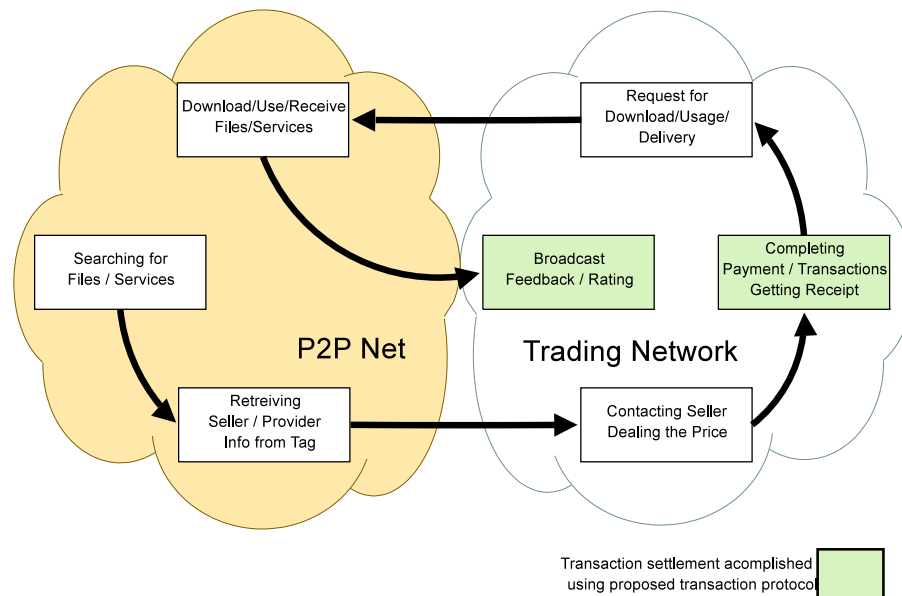 Download/Use/Receive
Files/Services
Request for
Download/Usage/
Delivery
Searching for
Files / Services
Broadcast
Feedback / Rating
Completing
Payment / Transactions
Getting Receipt
P2P Net
Trading Network
Retreiving
Seller / Provider
Info from Tag
Contacting Seller
Dealing the Price
Transaction settlement acomplished
using proposed transaction protocol